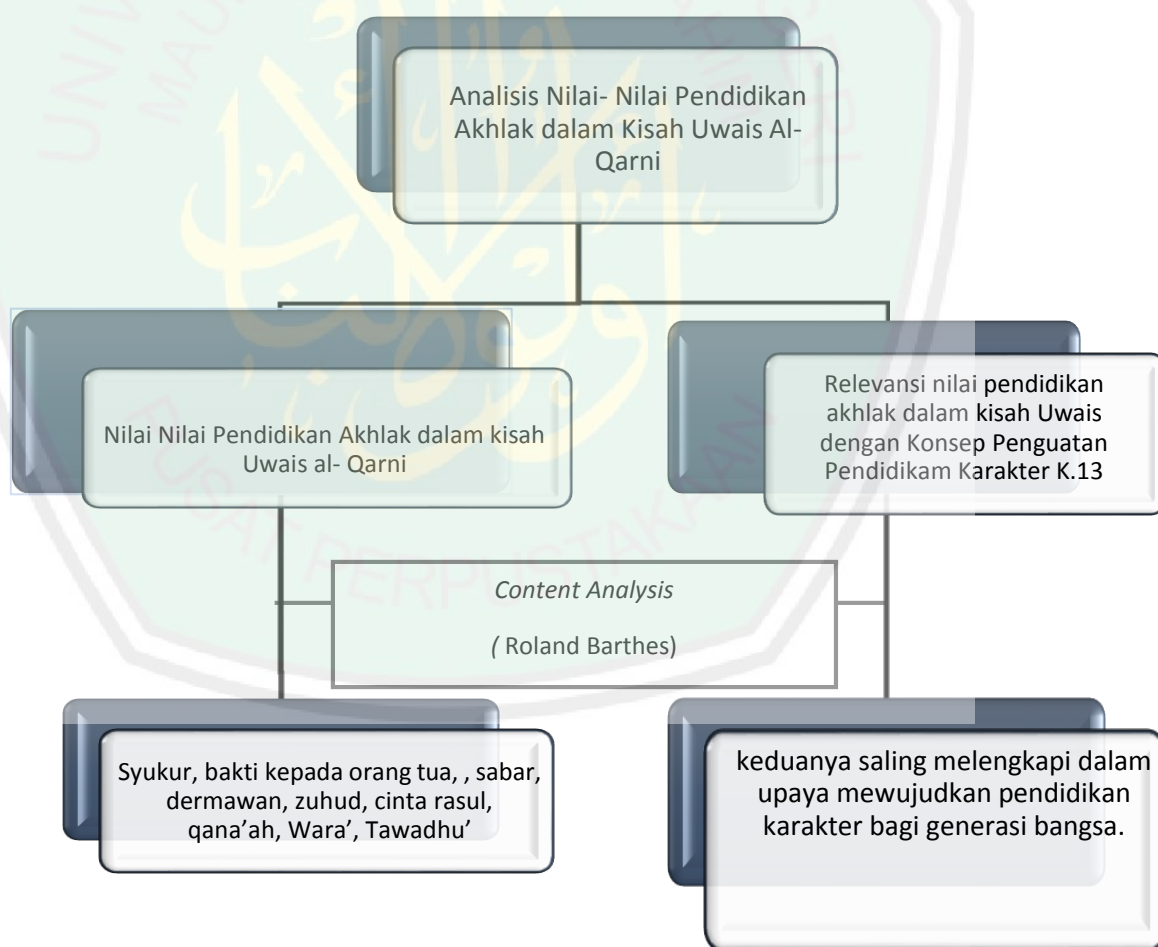 Analisis Nilai- Nilai Pendidikan
Akhlak dalam Kisah Uwais Al-
Qarni
Nilai Nilai Pendidikan Akhlak dalam kisah
Uwais al- Qarni
Relevansi nilai pendidikan
akhlak dalam kisah Uwais
dengan Konsep Penguatan
Pendidikam Karakter K.13
Content Analysis
( Roland Barthes)
Syukur, bakti kepada orang tua, , sabar,
dermawan, zuhud, cinta rasul,
qana’ah, Wara’, Tawadhu’
keduanya saling melengkapi dalam
upaya mewujudkan pendidikan
karakter bagi generasi bangsa.
PUSAT PERPUSTAKAAN